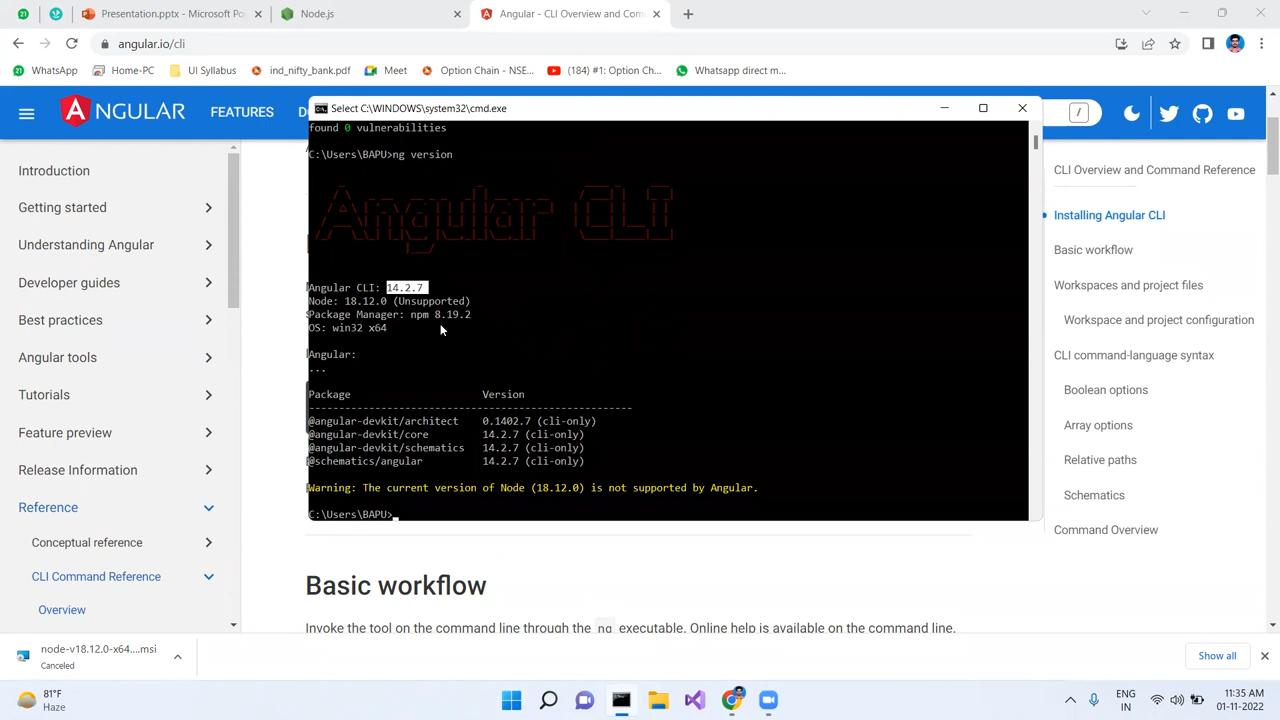 Presentation.pptx - Microsoft Po
Node.js
Angular - CLI Overview and Com
angular.io/cli
WhatsApp
Home-PC
UI Syllabus
ind_nifty_bank.pdf
Meet
Option Chain - NSE...
(184) #1: Option Ch...
Whatsapp direct m...
ANGULAR
FEATURES
/
Select C:\WINDOWS\system32\cmd.exe
found 0 vulnerabilities
C:\Users\BAPU>ng version
Angular CLI
Angular CLI: 14.2.7
Node: 18.12.0 (Unsupported)
Package Manager: npm 8.19.2
OS: win32 x64
Angular:
...
Package Version
------------------------------------------------------
@angular-devkit/architect 0.1402.7 (cli-only)
@angular-devkit/core 14.2.7 (cli-only)
@angular-devkit/schematics 14.2.7 (cli-only)
@schematics/angular 14.2.7 (cli-only)
Warning: The current version of Node (18.12.0) is not supported by Angular.
C:\Users\BAPU>
Introduction
Getting started
Understanding Angular
Developer guides
Best practices
Angular tools
Tutorials
Feature preview
Release Information
Reference
Conceptual reference
CLI Command Reference
Overview
CLI Overview and Command Reference
Installing Angular CLI
Basic workflow
Workspaces and project files
Workspace and project configuration
CLI command-language syntax
Boolean options
Array options
Relative paths
Schematics
Command Overview
Basic workflow
Invoke the tool on the command line through the ng executable. Online help is available on the command line.
node-v18.12.0-x64....msi
Canceled
Show all
81°F
Haze
ENG
IN
11:35 AM
01-11-2022